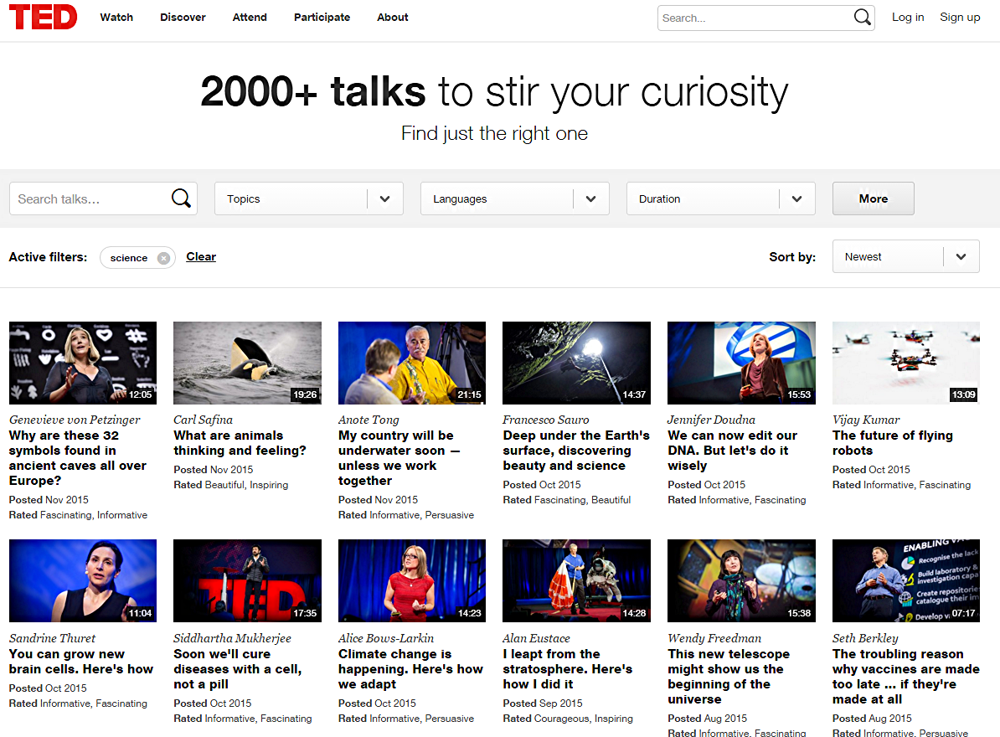 TED Watch Discover Attend Participate About Search... Log in Sign up
2000+ talks to stir your curiosity
Find just the right one
Search talks... Topics Languages Duration More
Active filters: science Clear Sort by: Newest
12:05
Genevieve von Petzinger
Why are these 32
symbols found in
ancient caves all over
Europe?
Posted Nov 2015
Rated Fascinating, Informative
19:26
Carl Safina
What are animals
thinking and feeling?
Posted Nov 2015
Rated Beautiful, Inspiring
21:15
Anote Tong
My country will be
underwater soon —
unless we work
together
Posted Nov 2015
Rated Informative, Persuasive
14:37
Francesco Sauro
Deep under the Earth's
surface, discovering
beauty and science
Posted Oct 2015
Rated Fascinating, Beautiful
15:53
Jennifer Doudna
We can now edit our
DNA. But let's do it
wisely
Posted Oct 2015
Rated Informative, Fascinating
13:09
Vijay Kumar
The future of flying
robots
Posted Oct 2015
Rated Informative, Fascinating
11:04
Sandrine Thuret
You can grow new
brain cells. Here's how
Posted Oct 2015
Rated Informative, Fascinating
TED
17:35
Siddhartha Mukherjee
Soon we'll cure
diseases with a cell,
not a pill
Posted Oct 2015
Rated Informative, Fascinating
14:23
Alice Bows-Larkin
Climate change is
happening. Here's how
we adapt
Posted Oct 2015
Rated Informative, Persuasive
14:28
Alan Eustace
I leapt from the
stratosphere. Here's
how I did it
Posted Sep 2015
Rated Courageous, Inspiring
15:38
Wendy Freedman
This new telescope
might show us the
beginning of the
universe
Posted Aug 2015
Rated Informative, Fascinating
ENABLING
Recognise the lack
Build laboratory &
investigation
Create
catalogue their
07:17
Seth Berkley
The troubling reason
why vaccines are made
too late ... if they're
made at all
Posted Aug 2015
Rated Informative, Persuasive